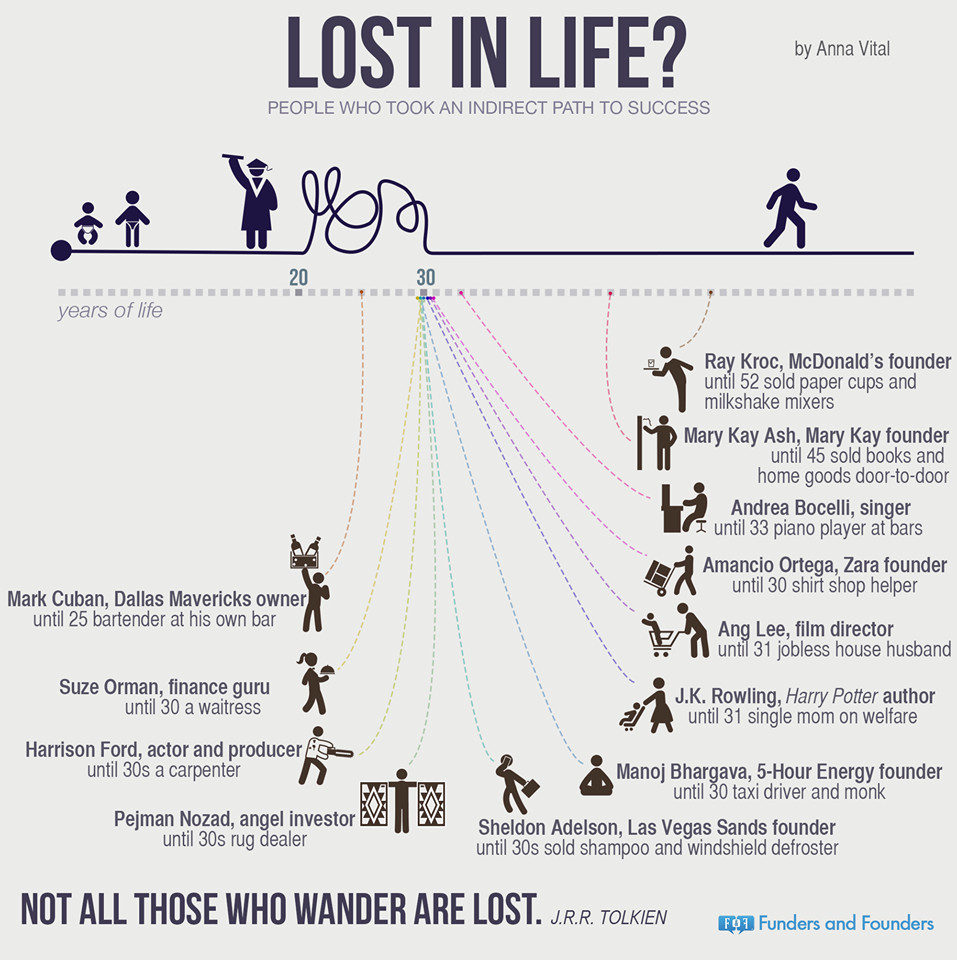 LOST IN LIFE?
by Anna Vital
PEOPLE WHO TOOK AN INDIRECT PATH TO SUCCESS
20
30
years of life
Ray Kroc, McDonald's founder
until 52 sold paper cups and
milkshake mixers
Mary Kay Ash, Mary Kay founder
until 45 sold books and
home goods door-to-door
Andrea Bocelli, singer
until 33 piano player at bars
Amancio Ortega, Zara founder
until 30 shirt shop helper
Ang Lee, film director
until 31 jobless house husband
J.K. Rowling, Harry Potter author
until 31 single mom on welfare
Manoj Bhargava, 5-Hour Energy founder
until 30 taxi driver and monk
Sheldon Adelson, Las Vegas Sands founder
until 30s sold shampoo and windshield defroster
Mark Cuban, Dallas Mavericks owner
until 25 bartender at his own bar
Suze Orman, finance guru
until 30 a waitress
Harrison Ford, actor and producer
until 30s a carpenter
Pejman Nozad, angel investor
until 30s rug dealer
NOT ALL THOSE WHO WANDER ARE LOST. J.R.R. TOLKIEN
Funders and Founders